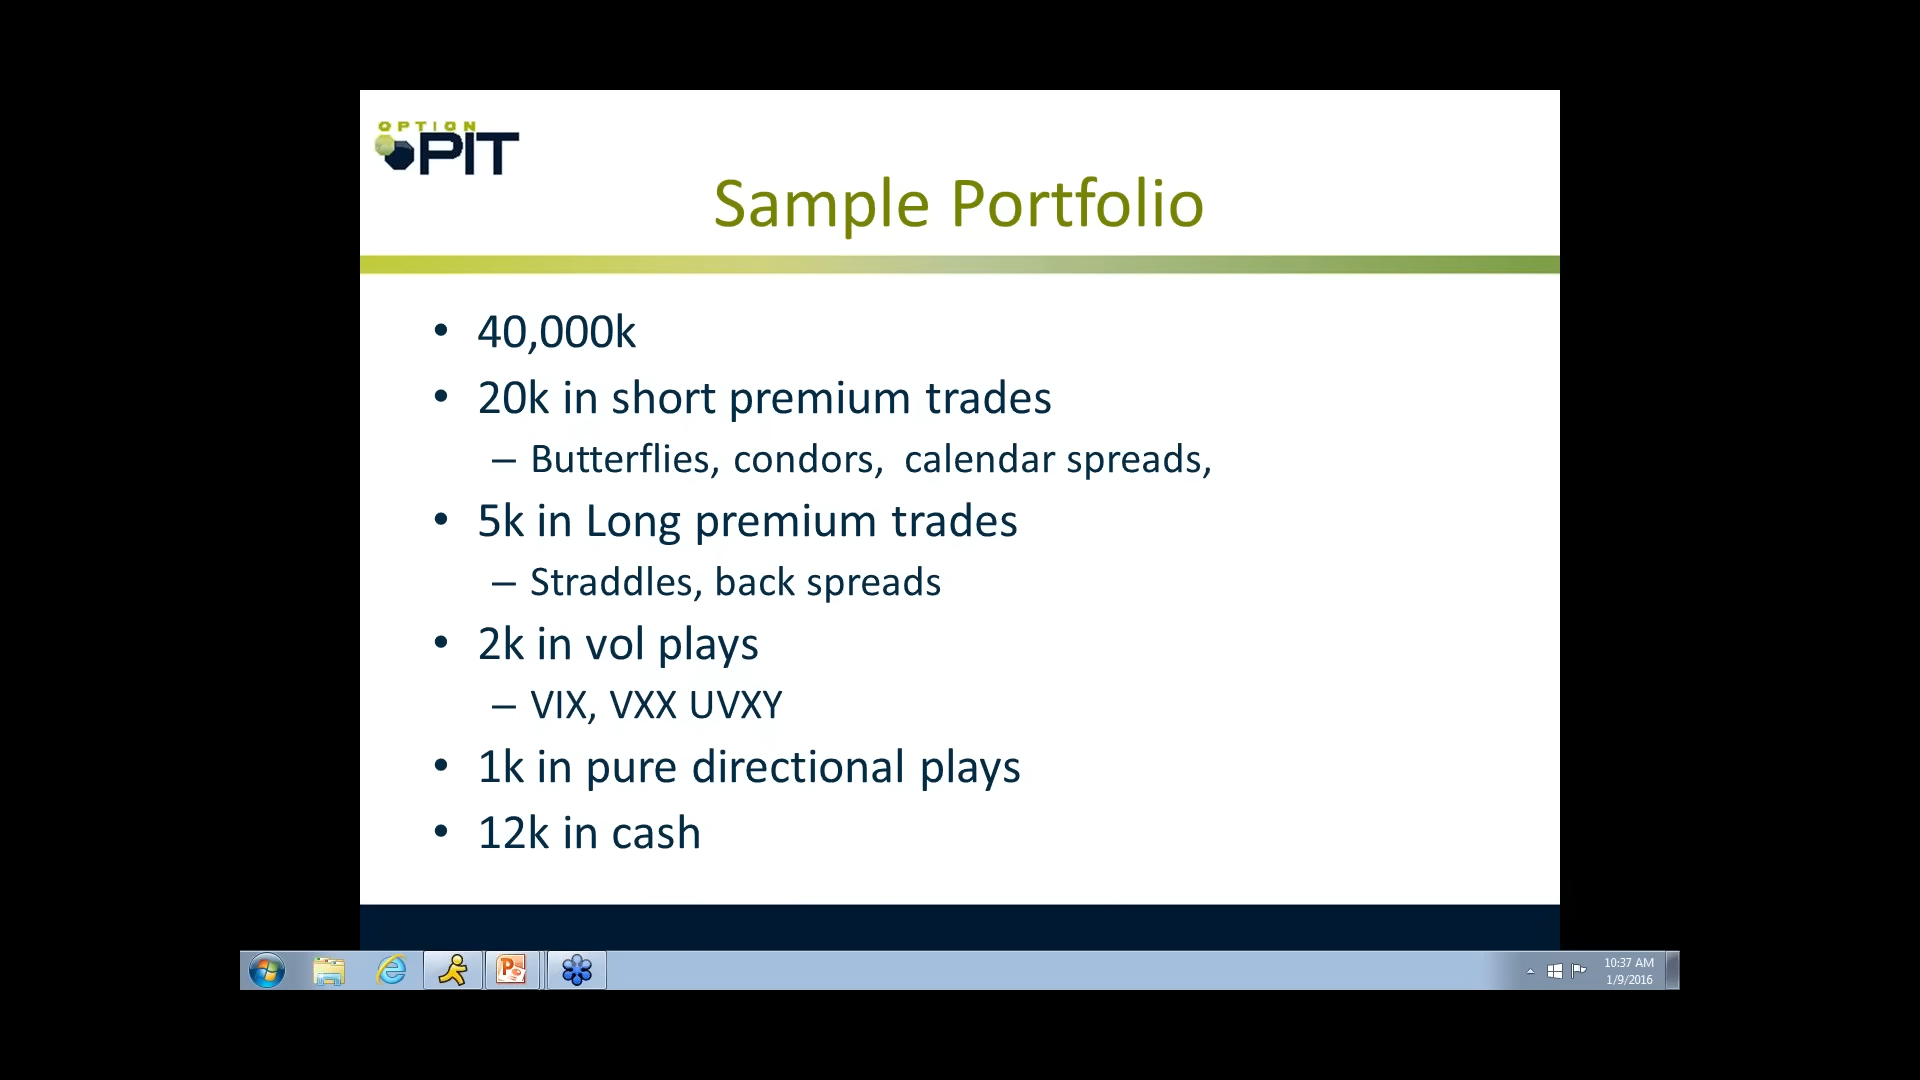 OPTION
PIT
Sample Portfolio
• 40,000k
• 20k in short premium trades
– Butterflies, condors,  calendar spreads,
• 5k in Long premium trades
– Straddles, back spreads
• 2k in vol plays
– VIX, VXX UVXY
• 1k in pure directional plays
• 12k in cash
10:37 AM
1/9/2016